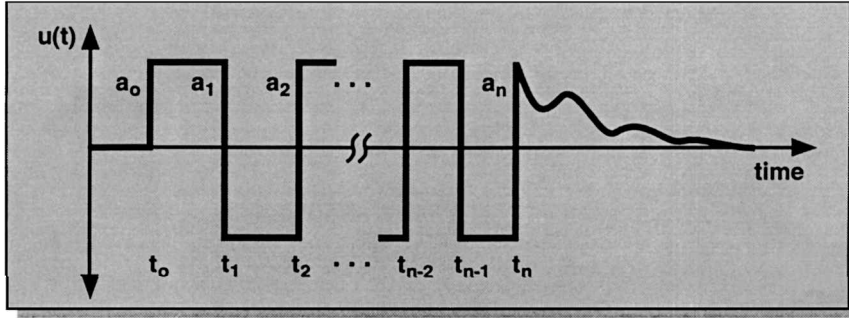 u(t)
a₀ a₁ a₂ ··· aₙ
time
t₀ t₁ t₂ ··· tₙ₋₂ tₙ₋₁ tₙ